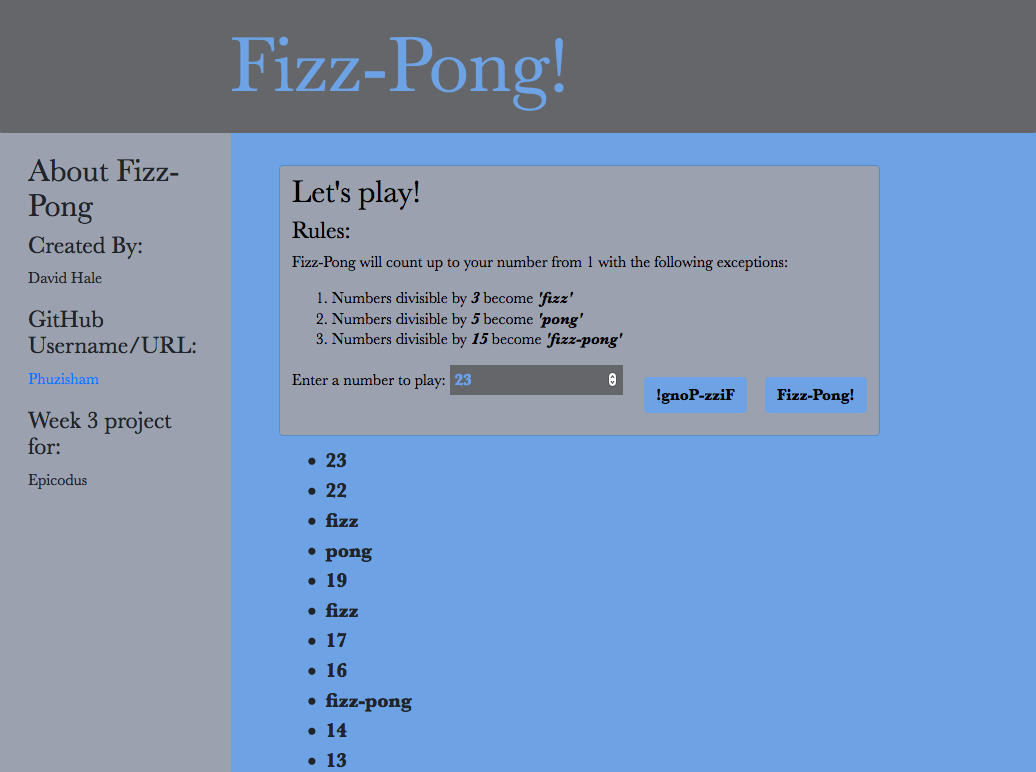 Fizz-Pong!
About Fizz-
Pong
Created By:
David Hale
GitHub
Username/URL:
Phuzisham
Week 3 project
for:
Epicodus
Let's play!
Rules:
Fizz-Pong will count up to your number from 1 with the following exceptions:
1. Numbers divisible by 3 become 'fizz'
2. Numbers divisible by 5 become 'pong'
3. Numbers divisible by 15 become 'fizz-pong'
Enter a number to play: 23
!gnoP-zziF Fizz-Pong!
• 23
• 22
• fizz
• pong
• 19
• fizz
• 17
• 16
• fizz-pong
• 14
• 13